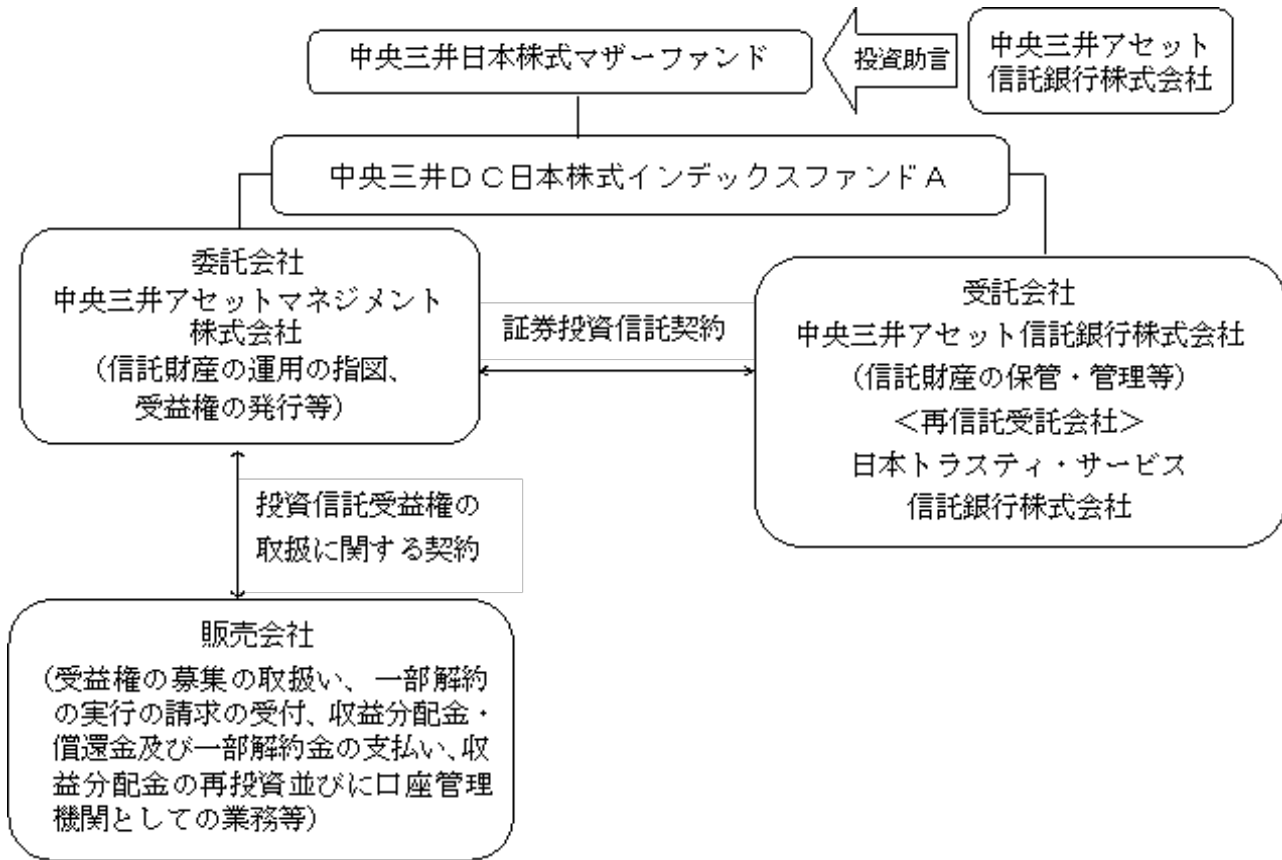 中央三井日本株式マザーファンド
投資助言
中央三井アセット
信託銀行株式会社
中央三井DC日本株式インデックスファンドA
委託会社
中央三井アセットマネジメント
株式会社
(信託財産の運用の指図、
受益権の発行等)
証券投資信託契約
受託会社
中央三井アセット信託銀行株式会社
(信託財産の保管・管理等)
<再信託受託会社>
日本トラスティ・サービス
信託銀行株式会社
投資信託受益権の
取扱に関する契約
販売会社
(受益権の募集の取扱い、一部解約
の実行の請求の受付、収益分配金・
償還金及び一部解約金の支払い、収
益分配金の再投資並びに口座管理
機関としての業務等)